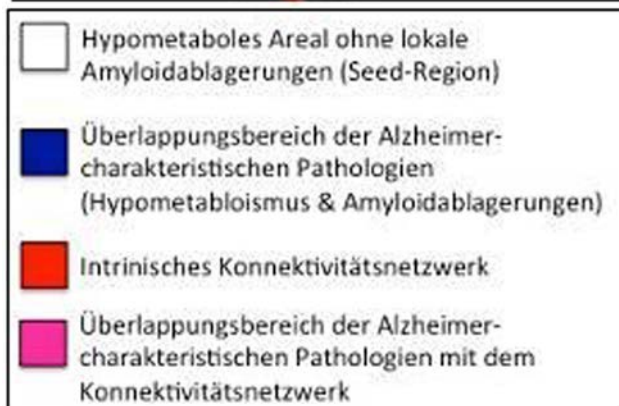 Hypometaboles Areal ohne lokale
Amyloidablagerungen (Seed-Region)
Überlappungsbereich der Alzheimer-
charakteristischen Pathologien
(Hypometabloismus & Amyloidablagerungen)
Intrinisches Konnektivitätsnetzwerk
Überlappungsbereich der Alzheimer-
charakteristischen Pathologien mit dem
Konnektivitätsnetzwerk